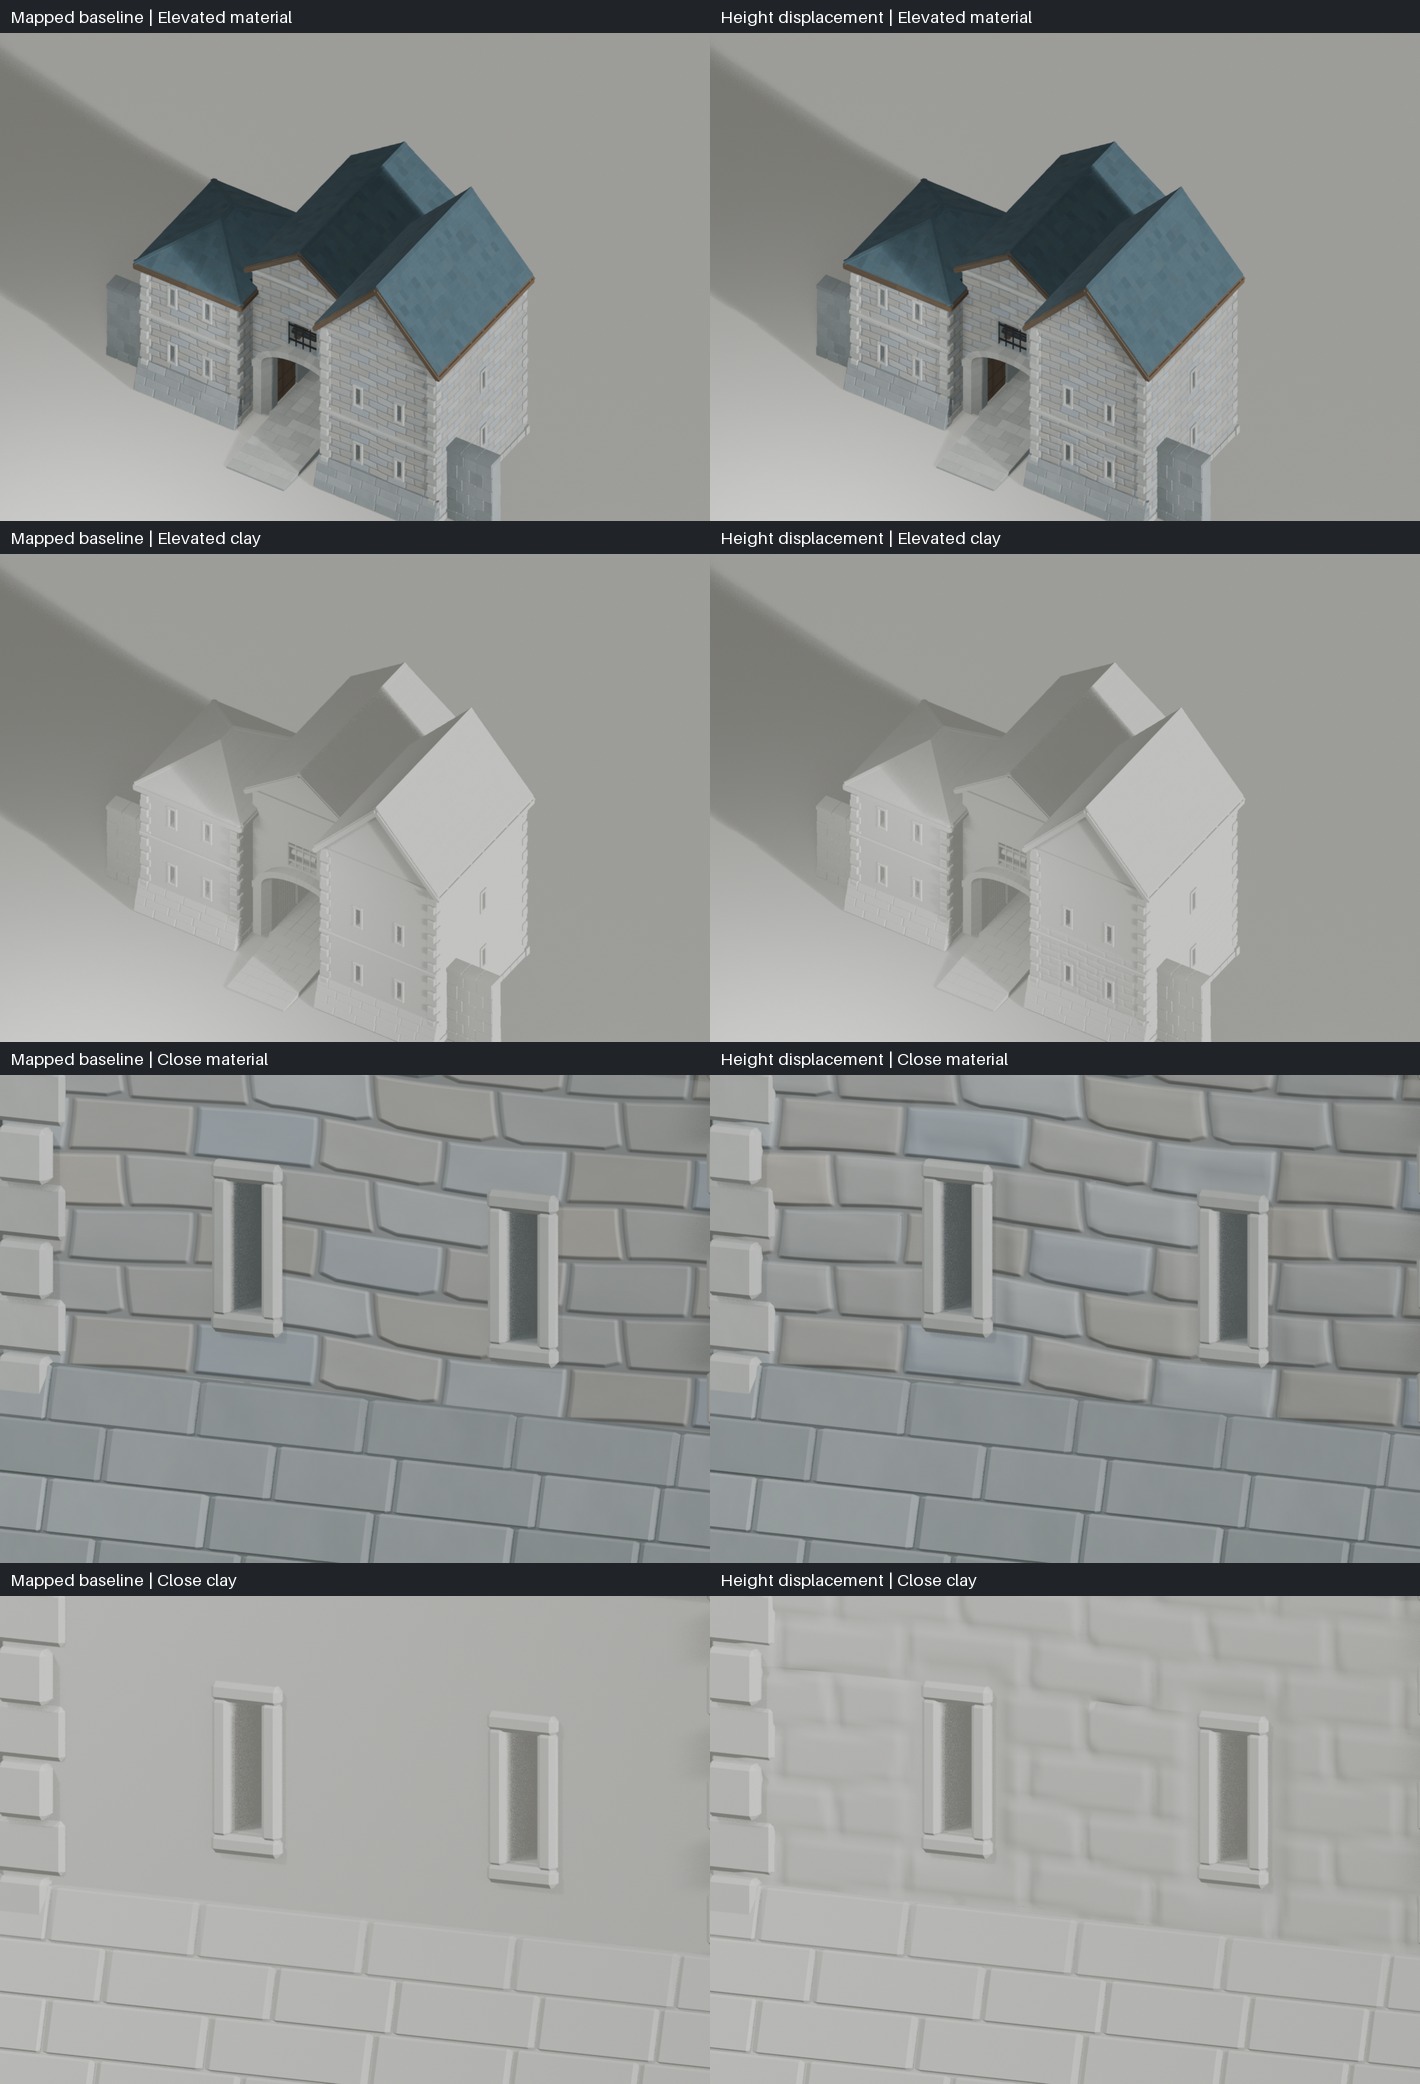 Mapped baseline | Elevated material
Height displacement | Elevated material
Mapped baseline | Elevated clay
Height displacement | Elevated clay
Mapped baseline | Close material
Height displacement | Close material
Mapped baseline | Close clay
Height displacement | Close clay